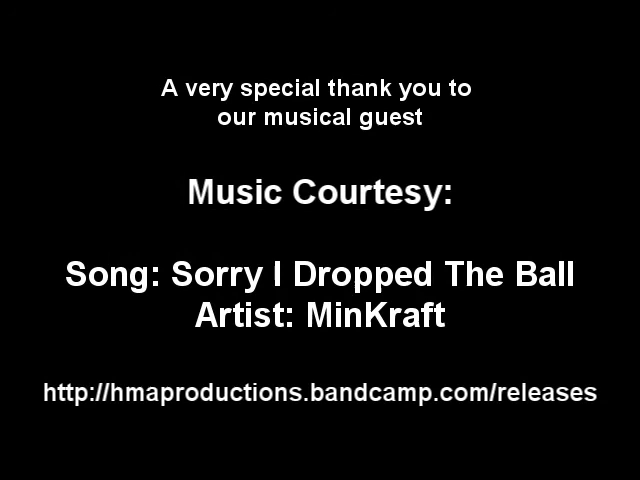 A very special thank you to
our musical guest
Music Courtesy:
Song: Sorry I Dropped The Ball
Artist: MinKraft
http://hmaproductions.bandcamp.com/releases